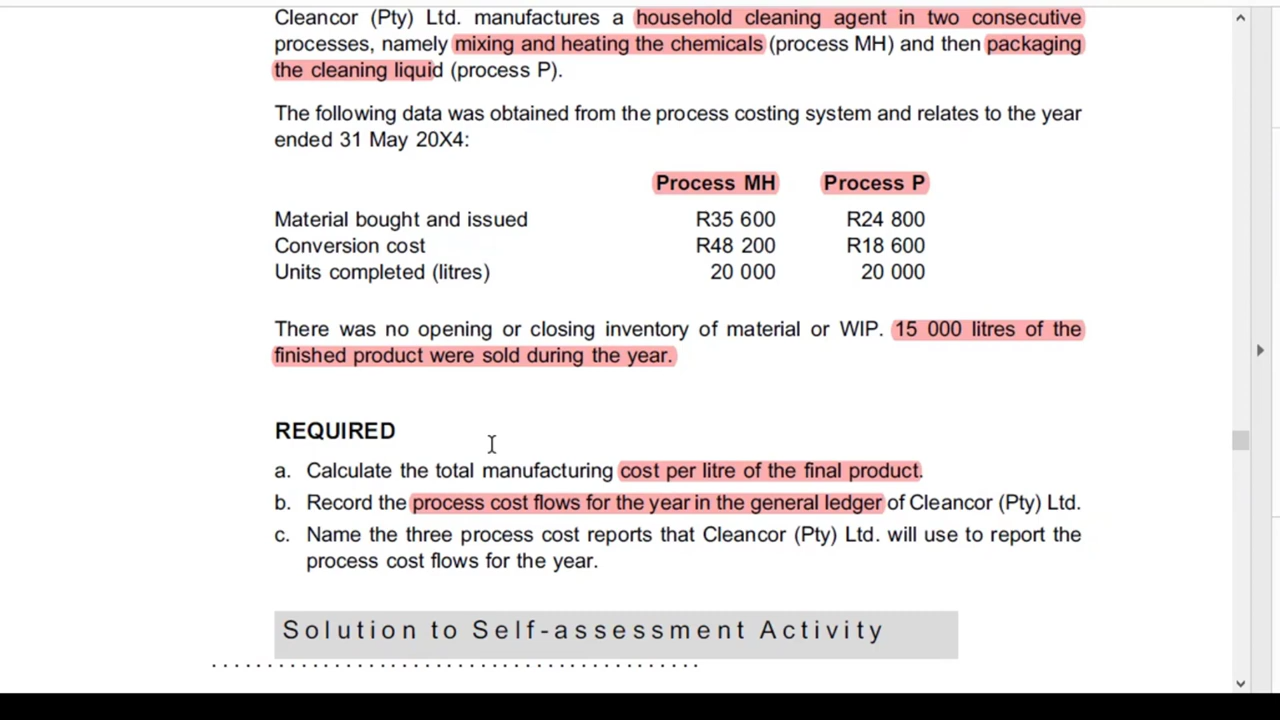 Cleancor (Pty) Ltd. manufactures a household cleaning agent in two consecutive
processes, namely mixing and heating the chemicals (process MH) and then packaging
the cleaning liquid (process P).
The following data was obtained from the process costing system and relates to the year
ended 31 May 20X4:
Process MH Process P
Material bought and issued R35 600 R24 800
Conversion cost R48 200 R18 600
Units completed (litres) 20 000 20 000
There was no opening or closing inventory of material or WIP. 15 000 litres of the
finished product were sold during the year.
REQUIRED
a. Calculate the total manufacturing cost per litre of the final product.
b. Record the process cost flows for the year in the general ledger of Cleancor (Pty) Ltd.
c. Name the three process cost reports that Cleancor (Pty) Ltd. will use to report the
process cost flows for the year.
Solution to Self-assessment Activity